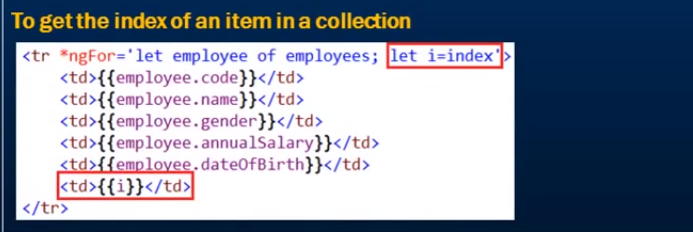 To get the index of an item in a collection
<tr *ngFor='let employee of employees; let i=index'>
<td>{{employee.code}}</td>
<td>{{employee.name}}</td>
<td>{{employee.gender}}</td>
<td>{{employee.annualSalary}}</td>
<td>{{employee.dateOfBirth}}</td>
<td>{{i}}</td>
</tr>